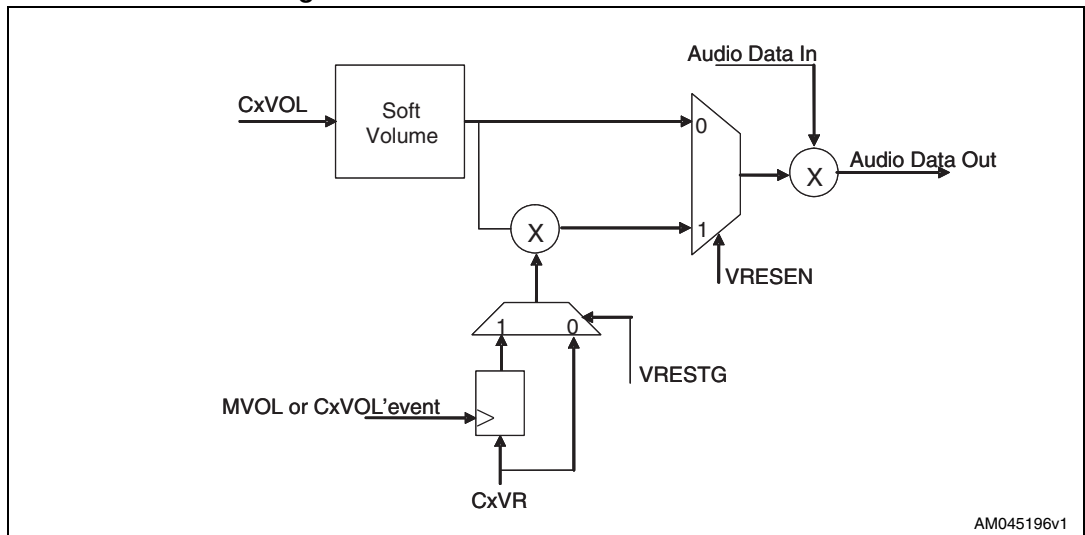 g
Audio Data In
CxVOL
Soft
Volume
0
Audio Data Out
X
X
1
VRESEN
1
0
VRESTG
MVOL or CxVOL'event
CxVR
AM045196v1